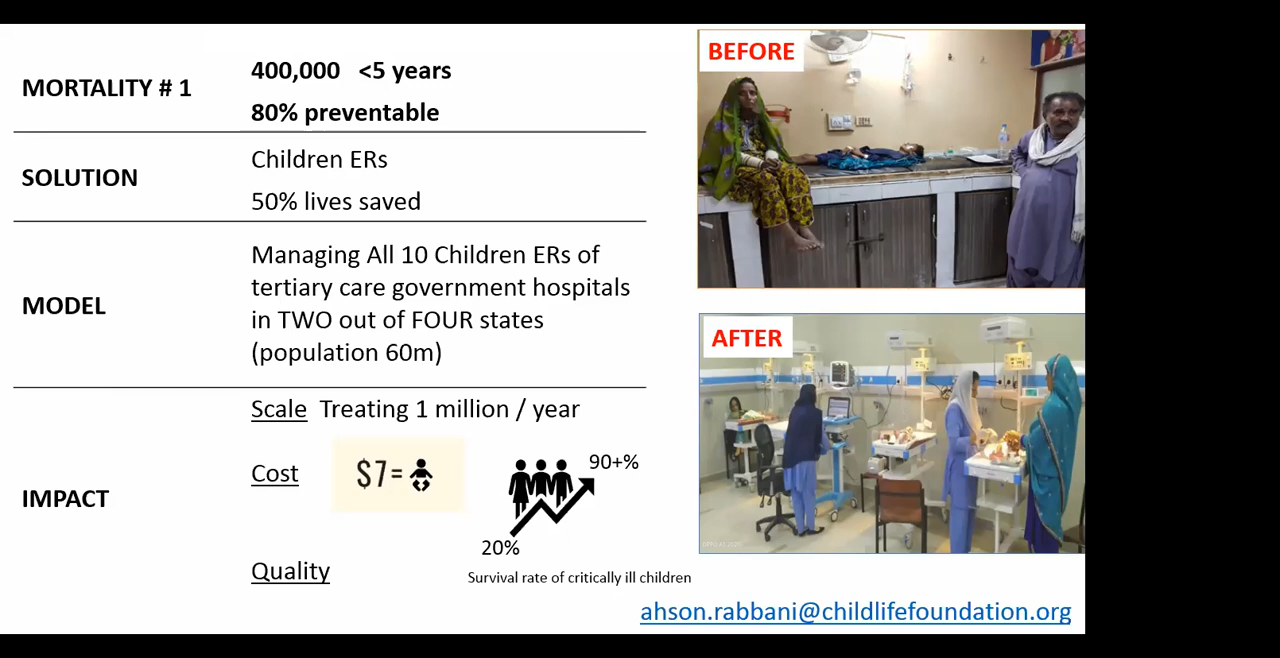 MORTALITY # 1
400,000 <5 years
80% preventable
SOLUTION
Children ERs
50% lives saved
MODEL
Managing All 10 Children ERs of
tertiary care government hospitals
in TWO out of FOUR states
(population 60m)
IMPACT
Scale Treating 1 million / year
Cost
$7=
90+%
20%
Quality
Survival rate of critically ill children
BEFORE
AFTER
ahson.rabbani@childlifefoundation.org